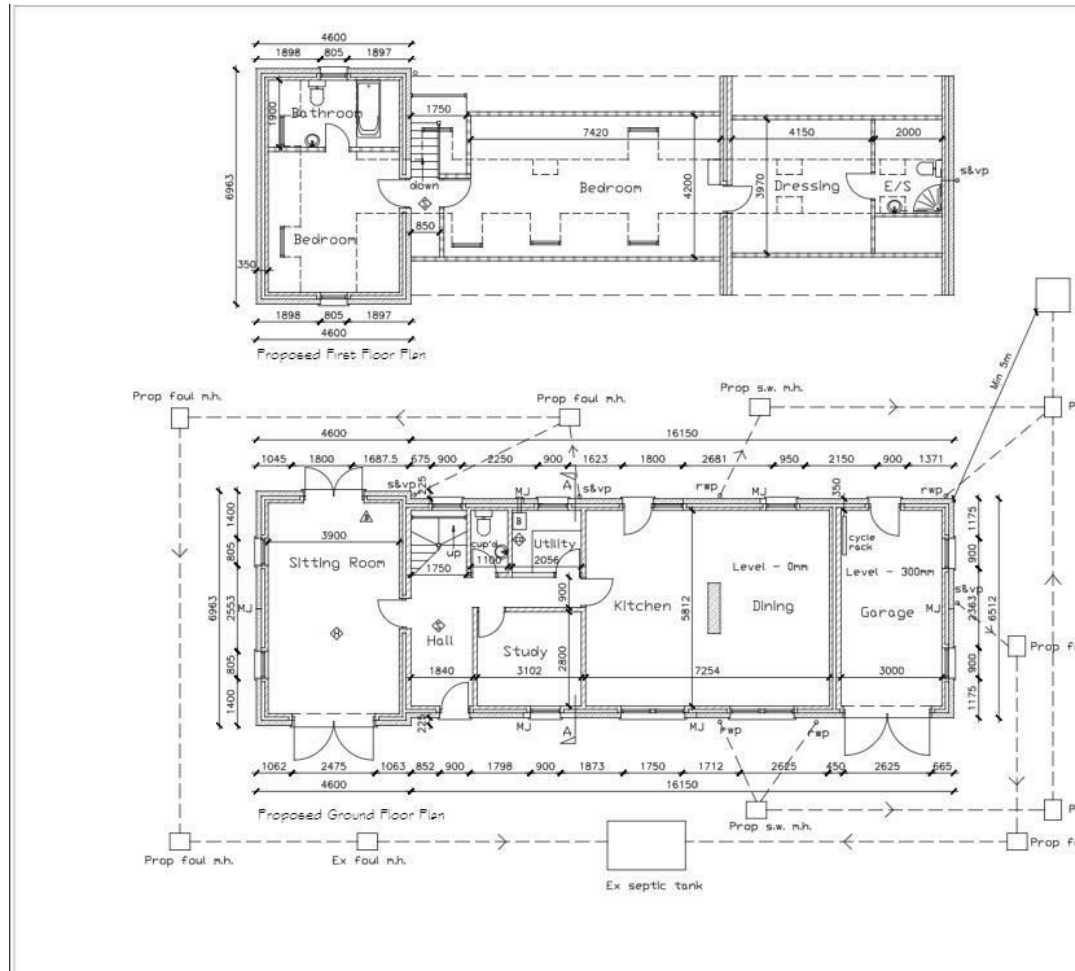 4600
1898 805 1897
Bathroom
1900
1750
7420
4150
2000
6963
down
S
Bedroom
4200
3970
Dressing
E/S
s&vp
850
Bedroom
350
1898 805 1897
4600
Proposed First Floor Plan
Min 5m
Prop foul m.h.
Prop foul m.h.
Prop s.w. m.h.
P
4600 16150
1045 1800 1687.5 675 900 2250 900 1623 1800 2681 950 2150 900 1371
s&vp
225
MJ
A
s&vp
rwp
MJ
350
rwp
1400
1175
3900
B
cup'd
Utility
cycle
rack
805
900
Sitting Room
up
1750
1100
2056
Level - 0mm
Level - 300mm
s&vp
6963
2553
MJ
H
900
Kitchen
5812
Dining
Garage
MJ
2363
6512
S
Hall
Study
2800
Prop fo
805
1840
3102
7254
3000
900
1400
1175
225
MJ
A
MJ
rwp
rwp
1062 2475 1063 852 900 1798 900 1873 1750 1712 2625 450 2625 665
4600 16150
Proposed Ground Floor Plan
Prop s.w. m.h.
P
Prop foul m.h.
Ex foul m.h.
Prop fo
Ex septic tank